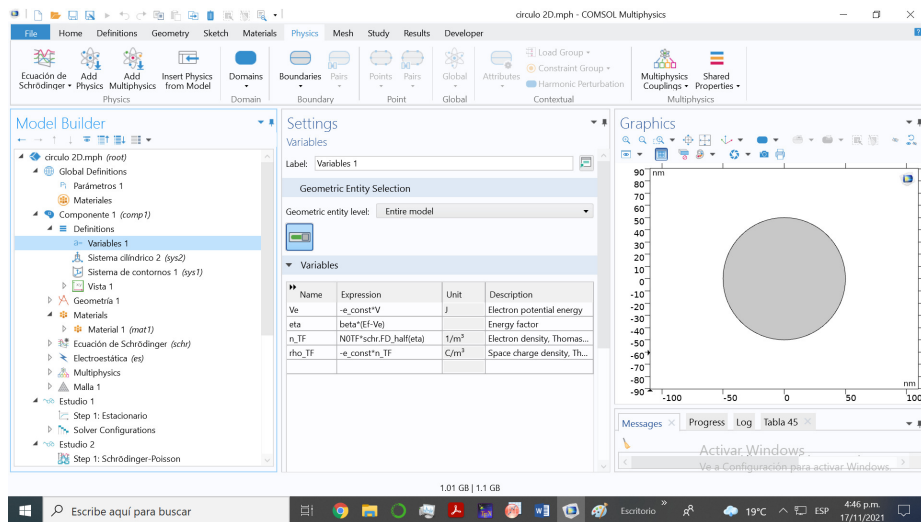 circulo 2D.mph - COMSOL Multiphysics
File Home Definitions Geometry Sketch Materials Physics Mesh Study Results Developer
Ecuación de Schrödinger
Add Physics
Add Multiphysics
Insert Physics from Model
Domains
Boundaries
Pairs
Points
Pairs
Global
Attributes
Load Group
Constraint Group
Harmonic Perturbation
Multiphysics Couplings
Shared Properties
Physics Domain Boundary Point Global Contextual Multiphysics
Model Builder
circulo 2D.mph (root)
Global Definitions
Pi Parámetros 1
Materiales
Componente 1 (comp1)
Definitions
a= Variables 1
Sistema cilíndrico 2 (sys2)
Sistema de contornos 1 (sys1)
Vista 1
Geometría 1
Materials
Material 1 (mat1)
Ecuación de Schrödinger (schr)
Electroestática (es)
Multiphysics
Malla 1
Estudio 1
Step 1: Estacionario
Solver Configurations
Estudio 2
Step 1: Schrödinger-Poisson
Settings
Variables
Label: Variables 1
Geometric Entity Selection
Geometric entity level: Entire model
Variables
Name Expression Unit Description
Ve -e_const*V J Electron potential energy
eta beta*(Ef-Ve) Energy factor
n_TF N0TF*schr.FD_half(eta) 1/m³ Electron density, Thomas...
rho_TF -e_const*n_TF C/m³ Space charge density, Th...
Graphics
90 nm
80
70
60
50
40
30
20
10
0
-10
-20
-30
-40
-50
-60
-70
-80
-90
nm
-100 -50 0 50 100
Messages Progress Log Tabla 45
Activar Windows
Ve a Configuración para activar Windows.
1.01 GB | 1.1 GB
Escribe aquí para buscar
Escritorio
19°C
ESP
4:46 p.m.
17/11/2021